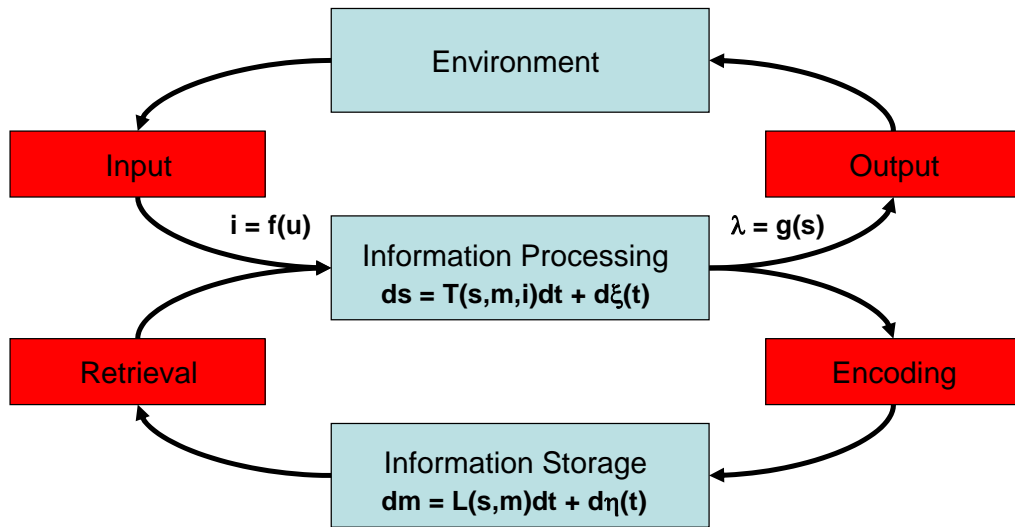 Environment
Input
Output
i = f(u)
λ = g(s)
Information Processing
ds = T(s,m,i)dt + dξ(t)
Retrieval
Encoding
Information Storage
dm = L(s,m)dt + dη(t)